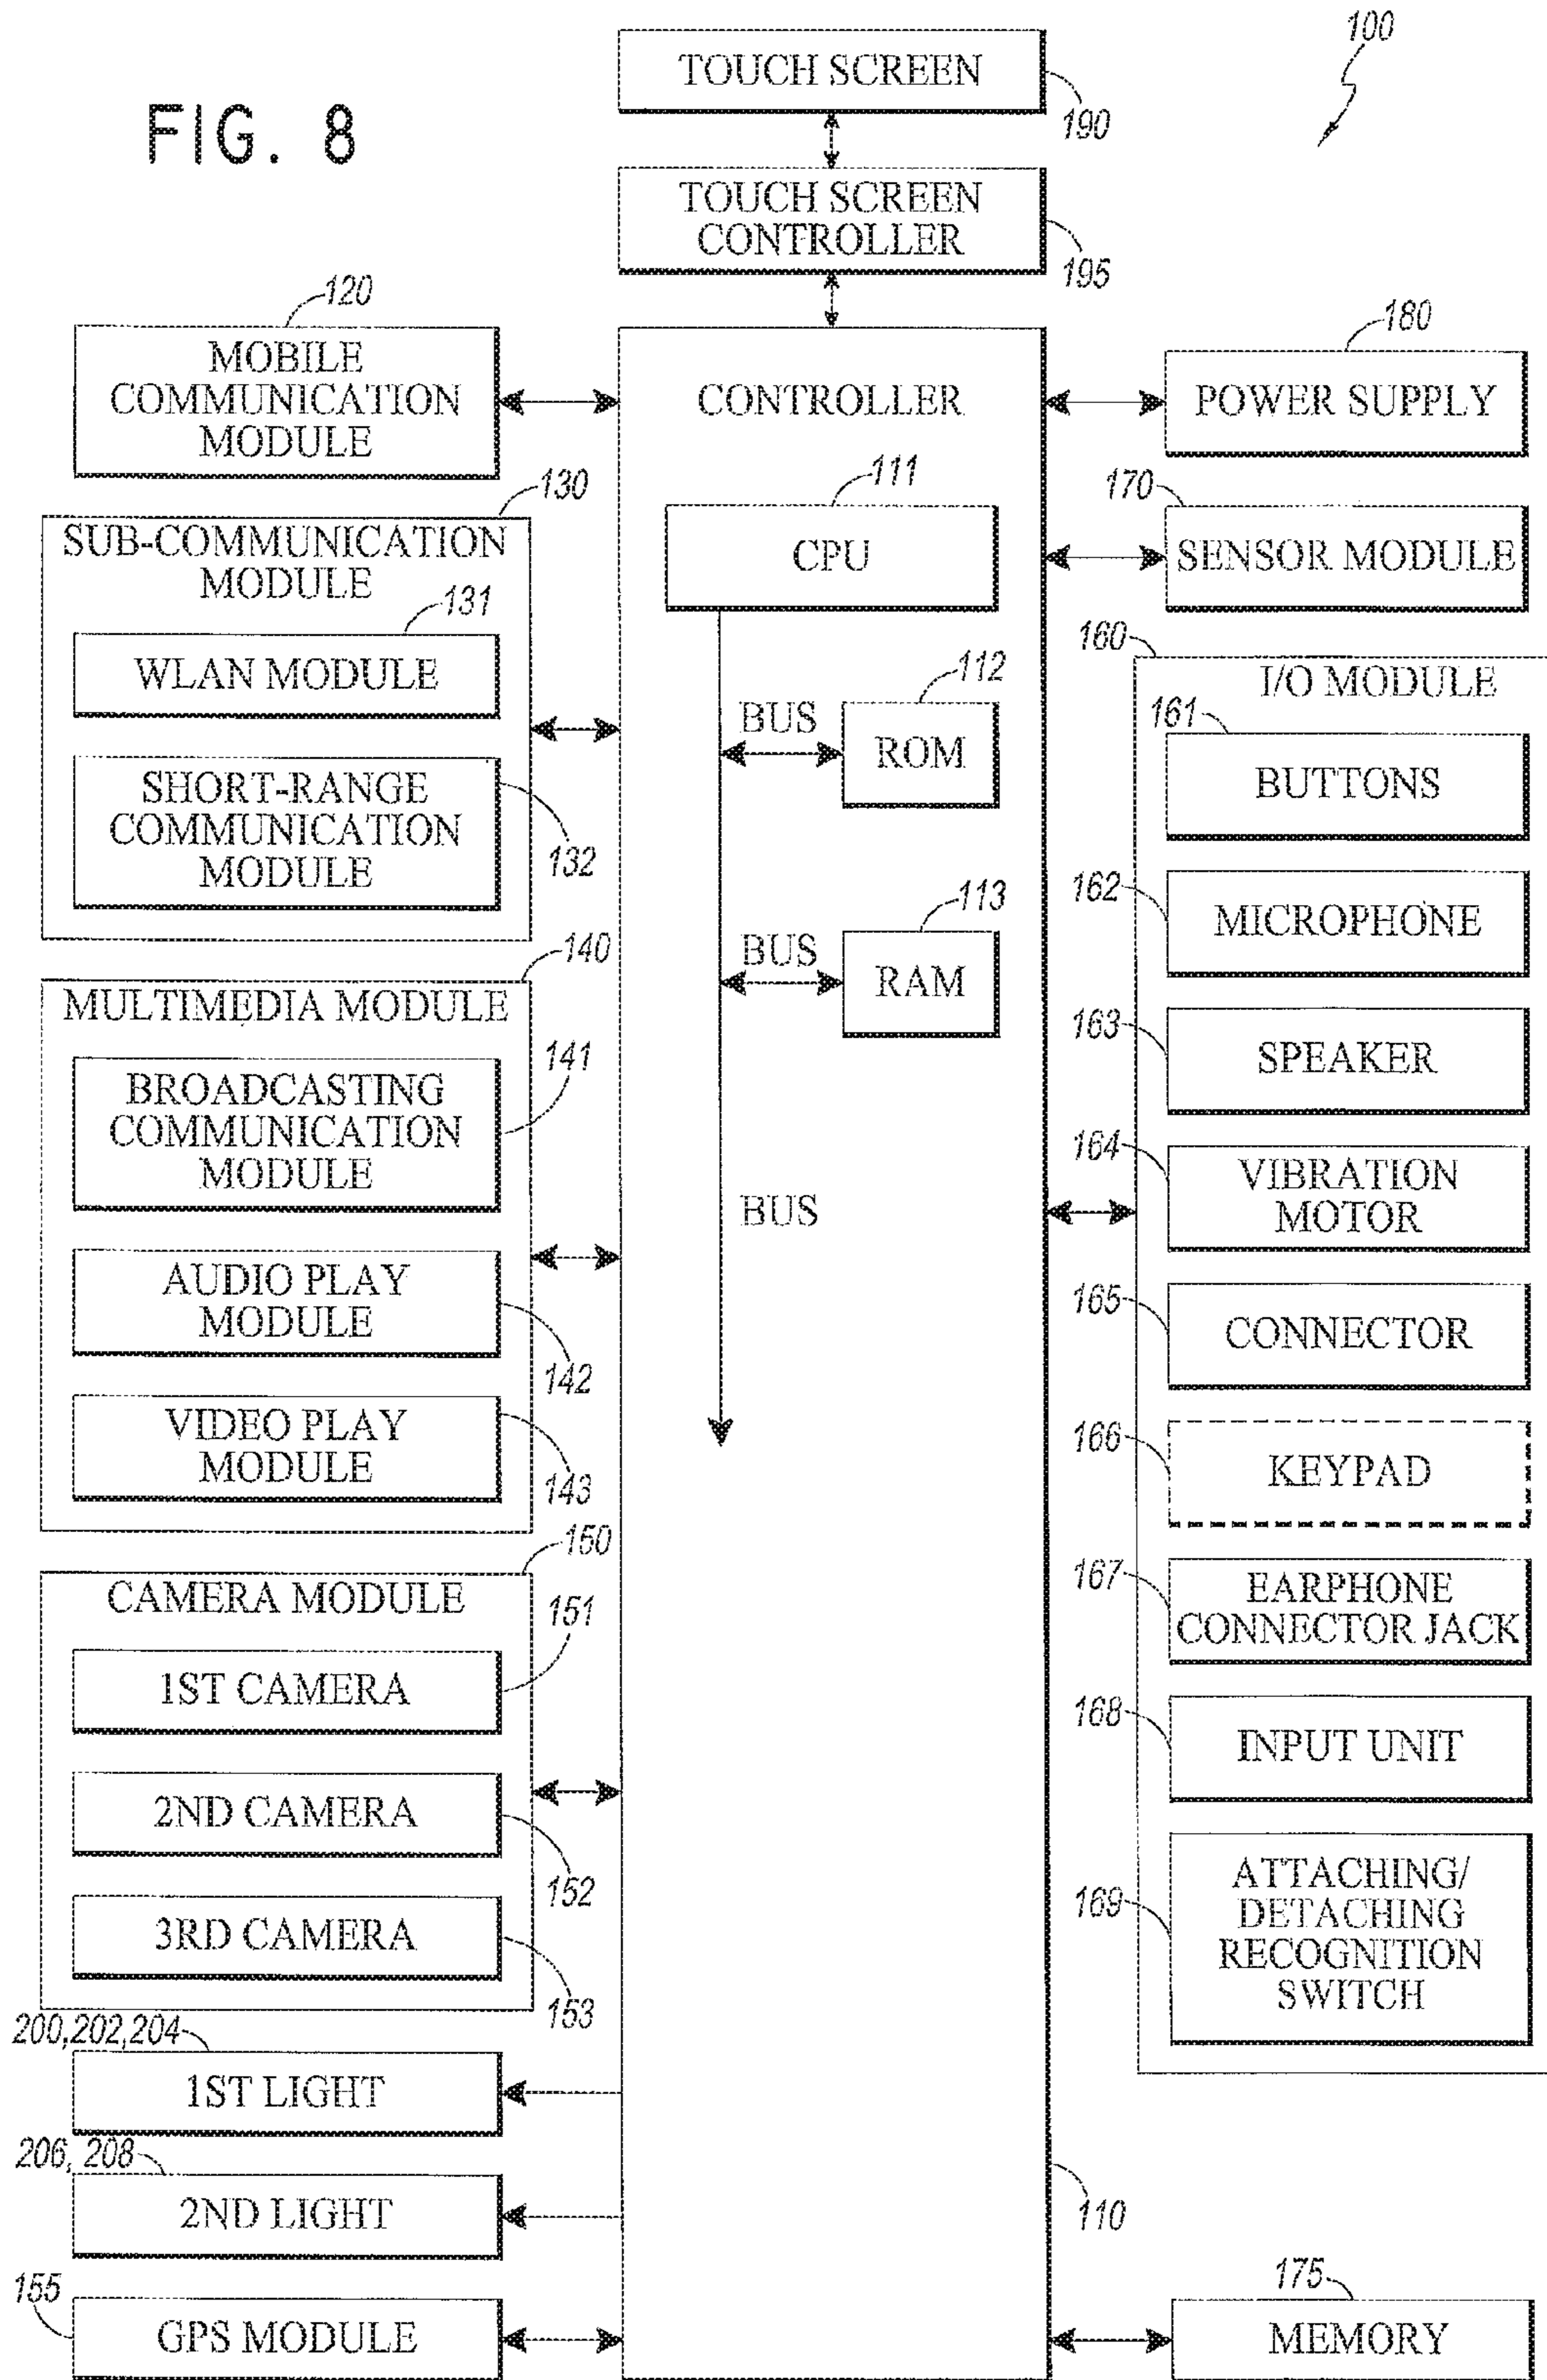 FIG. 8
100
TOUCH SCREEN
190
TOUCH SCREEN
CONTROLLER
195
120
MOBILE
COMMUNICATION
MODULE
130
SUB-COMMUNICATION
MODULE
131
WLAN MODULE
SHORT-RANGE
COMMUNICATION
MODULE
132
140
MULTIMEDIA MODULE
141
BROADCASTING
COMMUNICATION
MODULE
AUDIO PLAY
MODULE
142
VIDEO PLAY
MODULE
143
150
CAMERA MODULE
151
1ST CAMERA
2ND CAMERA
152
3RD CAMERA
153
200,202,204
1ST LIGHT
206, 208
2ND LIGHT
155
GPS MODULE
CONTROLLER
111
CPU
112
BUS
ROM
113
BUS
RAM
BUS
110
180
POWER SUPPLY
170
SENSOR MODULE
160
I/O MODULE
161
BUTTONS
162
MICROPHONE
163
SPEAKER
164
VIBRATION
MOTOR
165
CONNECTOR
166
KEYPAD
167
EARPHONE
CONNECTOR JACK
168
INPUT UNIT
169
ATTACHING/
DETACHING
RECOGNITION
SWITCH
175
MEMORY